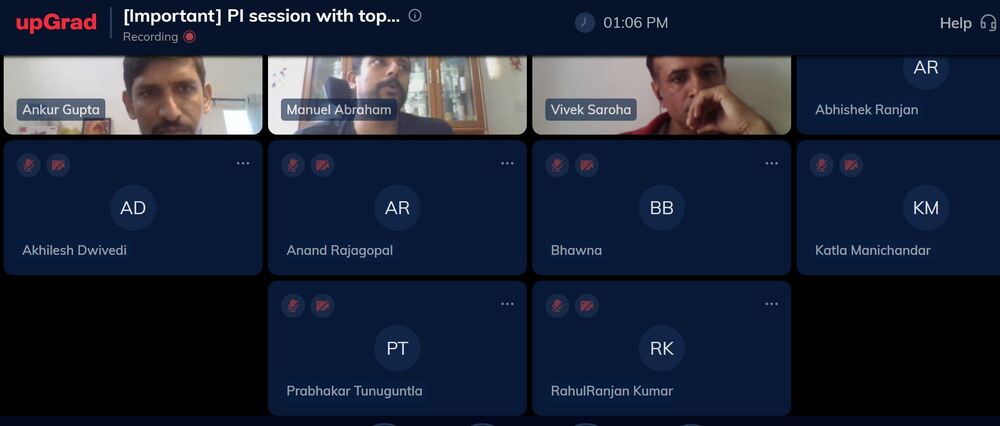 upGrad
[Important] PI session with top...
Recording
01:06 PM
Help
Ankur Gupta
Manuel Abraham
Vivek Saroha
AR
Abhishek Ranjan
AD
Akhilesh Dwivedi
AR
Anand Rajagopal
BB
Bhawna
KM
Katla Manichandar
PT
Prabhakar Tunuguntla
RK
RahulRanjan Kumar